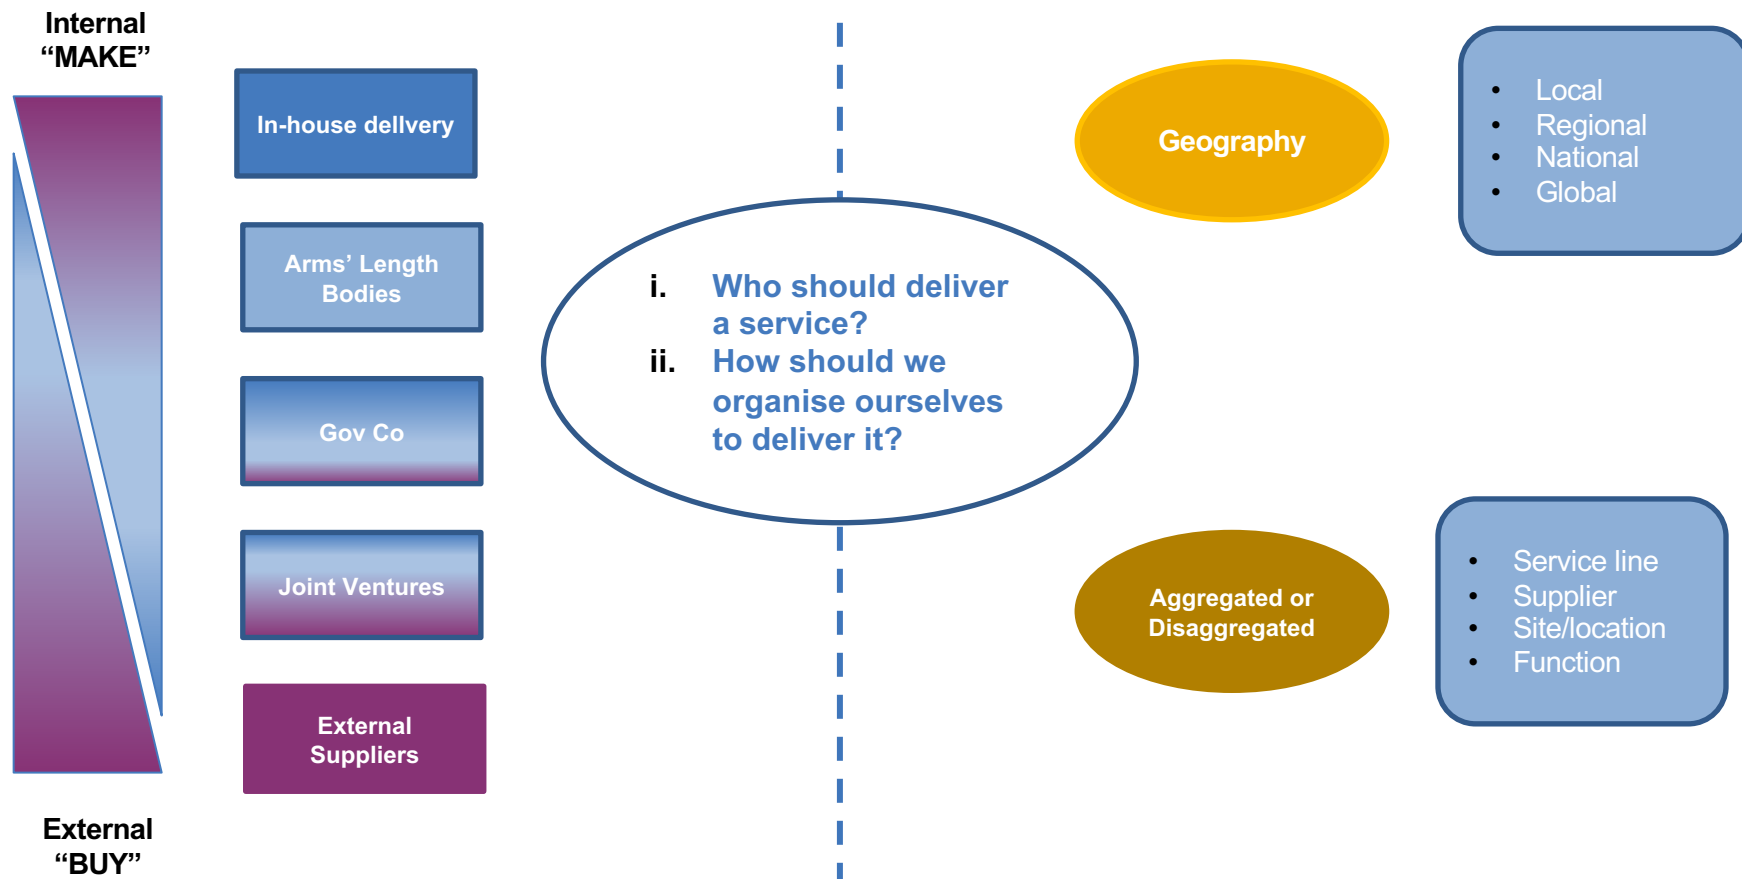 Internal
“MAKE”
In-house dellvery
Arms’ Length
Bodies
Gov Co
Joint Ventures
External
Suppliers
External
“BUY”
i. Who should deliver
a service?
ii. How should we
organise ourselves
to deliver it?
Geography
• Local
• Regional
• National
• Global
Aggregated or
Disaggregated
• Service line
• Supplier
• Site/location
• Function